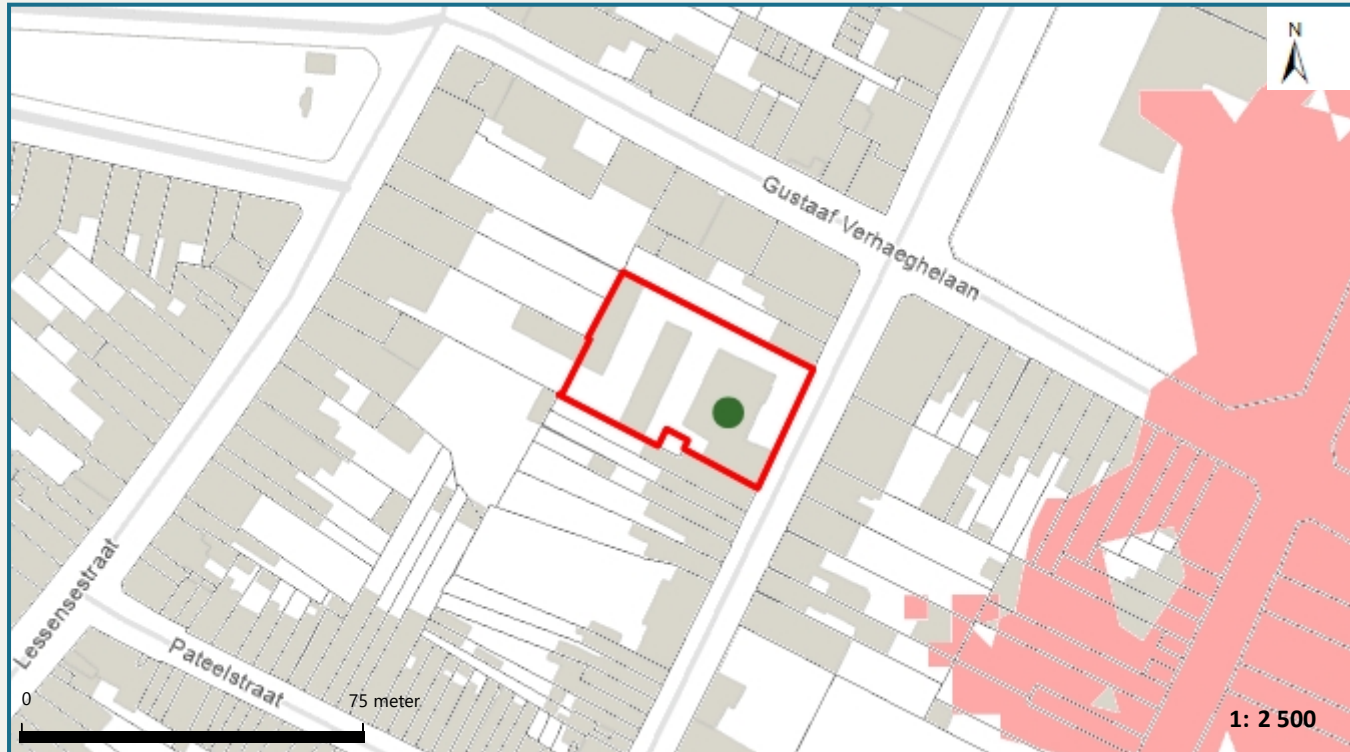 N
Gustaaf Verhaeghelaan
Lessensestraat
Pateelstraat
0 75 meter
1: 2 500